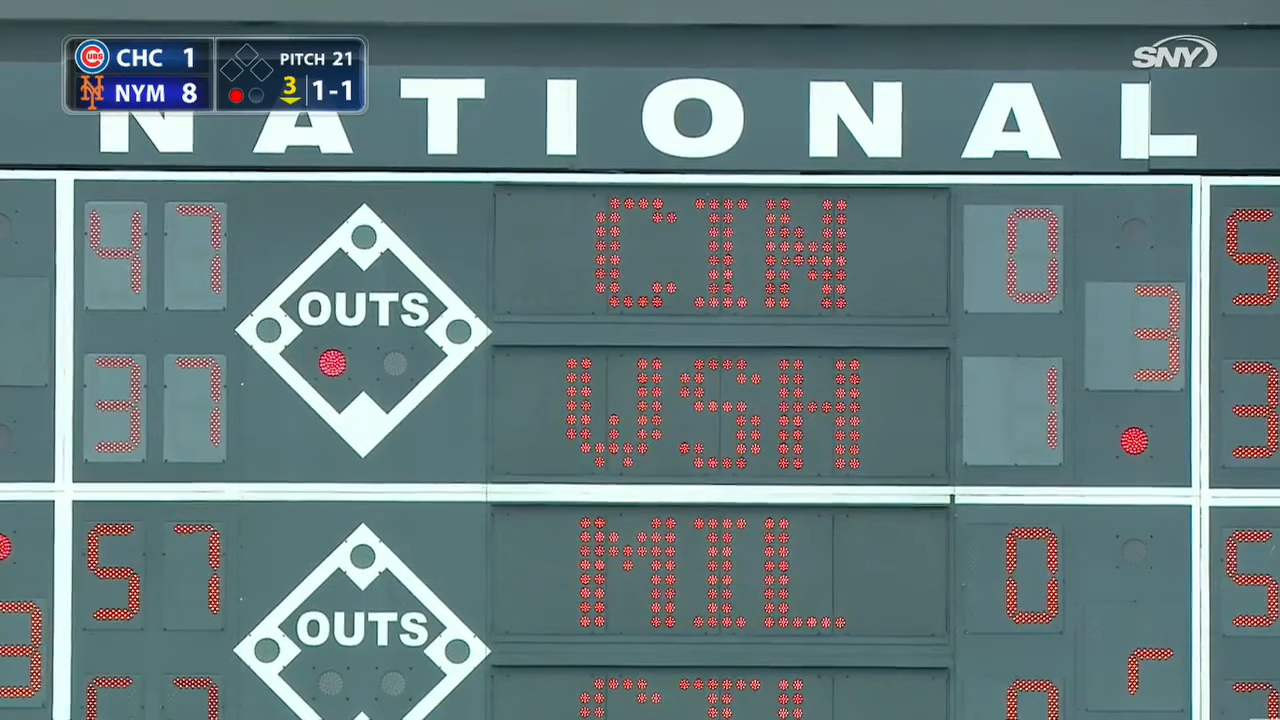 CHC 1
NYM 8
PITCH 21
3 1-1
SNY
NATIONAL
47 CIN 0
OUTS
3
37 WSH 1
5
3
57 MIL 0
OUTS
5
3